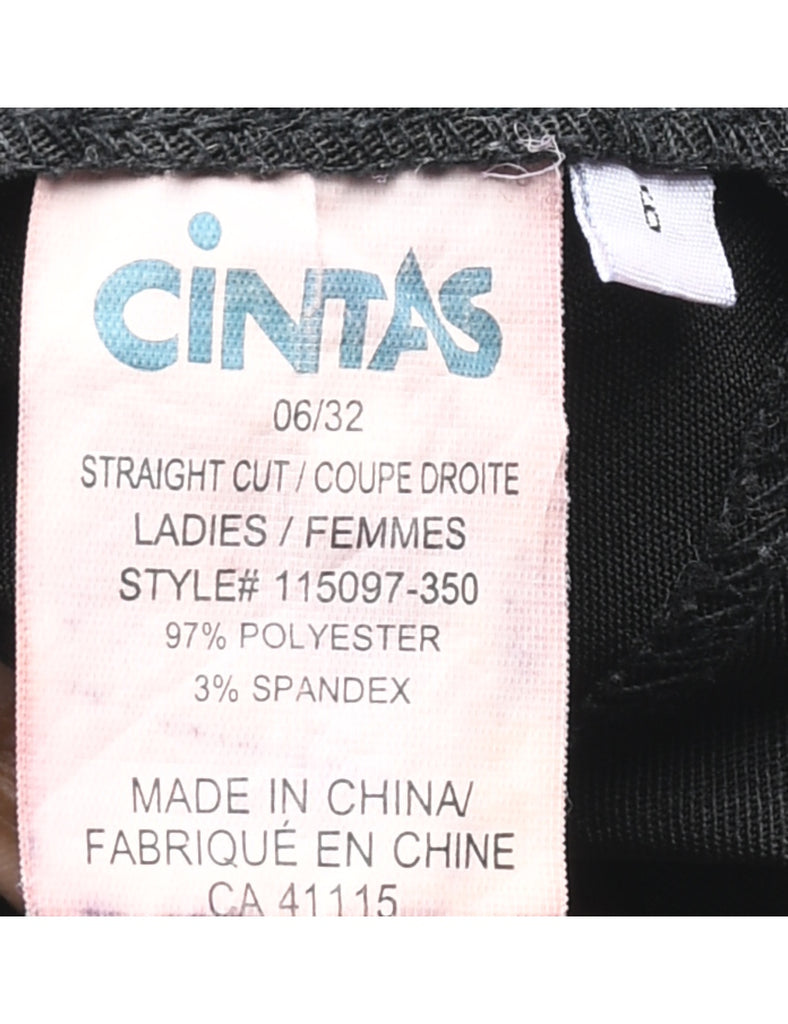 CiNTAS
06/32
STRAIGHT CUT / COUPE DROITE
LADIES / FEMMES
STYLE# 115097-350
97% POLYESTER
3% SPANDEX
MADE IN CHINA/
FABRIQUÉ EN CHINE
CA 41115